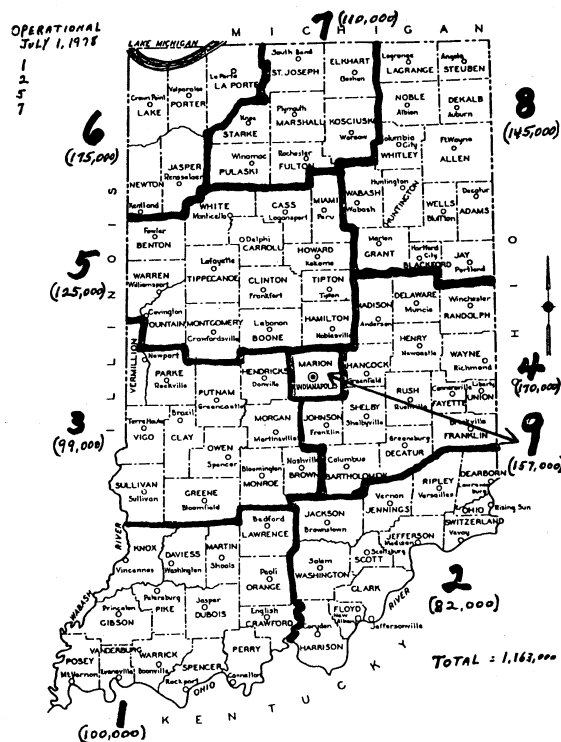 OPERATIONAL
JULY 1, 1978
1
2
5
7
7 (110,000)
M I C H I G A N
LAKE MICHIGAN
6
(175,000)
8
(145,000)
5
(125,000)
4
(170,000)
3
(99,000)
9
(157,000)
2
(82,000)
1
(100,000)
TOTAL = 1,163,000
South Bend
ST. JOSEPH
ELKHART
Goshen
Lagrange
LAGRANGE
Angola
STEUBEN
La Porte
LA PORTE
Valparaiso
PORTER
Crown Point
LAKE
Plymouth
MARSHALL
NOBLE
Albion
DEKALB
Auburn
Knox
STARKE
KOSCIUSKO
Warsaw
Columbia
City
WHITLEY
Ft Wayne
ALLEN
Winamac
PULASKI
Rochester
FULTON
JASPER
Rensselaer
NEWTON
Kentland
WHITE
Monticello
CASS
Logansport
MIAMI
Peru
WABASH
Wabash
Huntington
HUNTINGTON
WELLS
Bluffton
Decatur
ADAMS
Fowler
BENTON
Delphi
CARROLL
HOWARD
Kokomo
Marion
GRANT
Hartford
City
BLACKFORD
JAY
Portland
WARREN
Williamsport
Lafayette
TIPPECANOE
CLINTON
Frankfort
TIPTON
Tipton
Covington
FOUNTAIN
MONTGOMERY
Crawfordsville
Lebanon
BOONE
HAMILTON
Noblesville
MADISON
Anderson
DELAWARE
Muncie
Winchester
RANDOLPH
HENRY
Newcastle
WAYNE
Richmond
VERMILLION
Newport
PARKE
Rockville
PUTNAM
Greencastle
HENDRICKS
Danville
MARION
INDIANAPOLIS
HANCOCK
Greenfield
RUSH
Rushville
Connersville
FAYETTE
Liberty
UNION
Terre Haute
VIGO
Brazil
CLAY
MORGAN
Martinsville
JOHNSON
Franklin
SHELBY
Shelbyville
Brookville
FRANKLIN
OWEN
Spencer
Bloomington
MONROE
Nashville
BROWN
Columbus
BARTHOLOMEW
Greensburg
DECATUR
SULLIVAN
Sullivan
GREENE
Bloomfield
JACKSON
Brownstown
Vernon
JENNINGS
RIPLEY
Versailles
DEARBORN
Lawrenceburg
OHIO
Rising Sun
SWITZERLAND
Vevay
KNOX
Vincennes
DAVIESS
Washington
MARTIN
Shoals
Bedford
LAWRENCE
JEFFERSON
Madison
Scottsburg
SCOTT
Salem
WASHINGTON
Paoli
ORANGE
CLARK
Princeton
GIBSON
Petersburg
PIKE
Jasper
DUBOIS
English
CRAWFORD
FLOYD
New
Albany
Jeffersonville
Corydon
HARRISON
POSEY
Mt Vernon
VANDERBURG
Evansville
WARRICK
Boonville
SPENCER
Rockport
PERRY
Cannelton
WABASH
RIVER
OHIO
RIVER
I L L I N O I S
O H I O
K E N T U C K Y